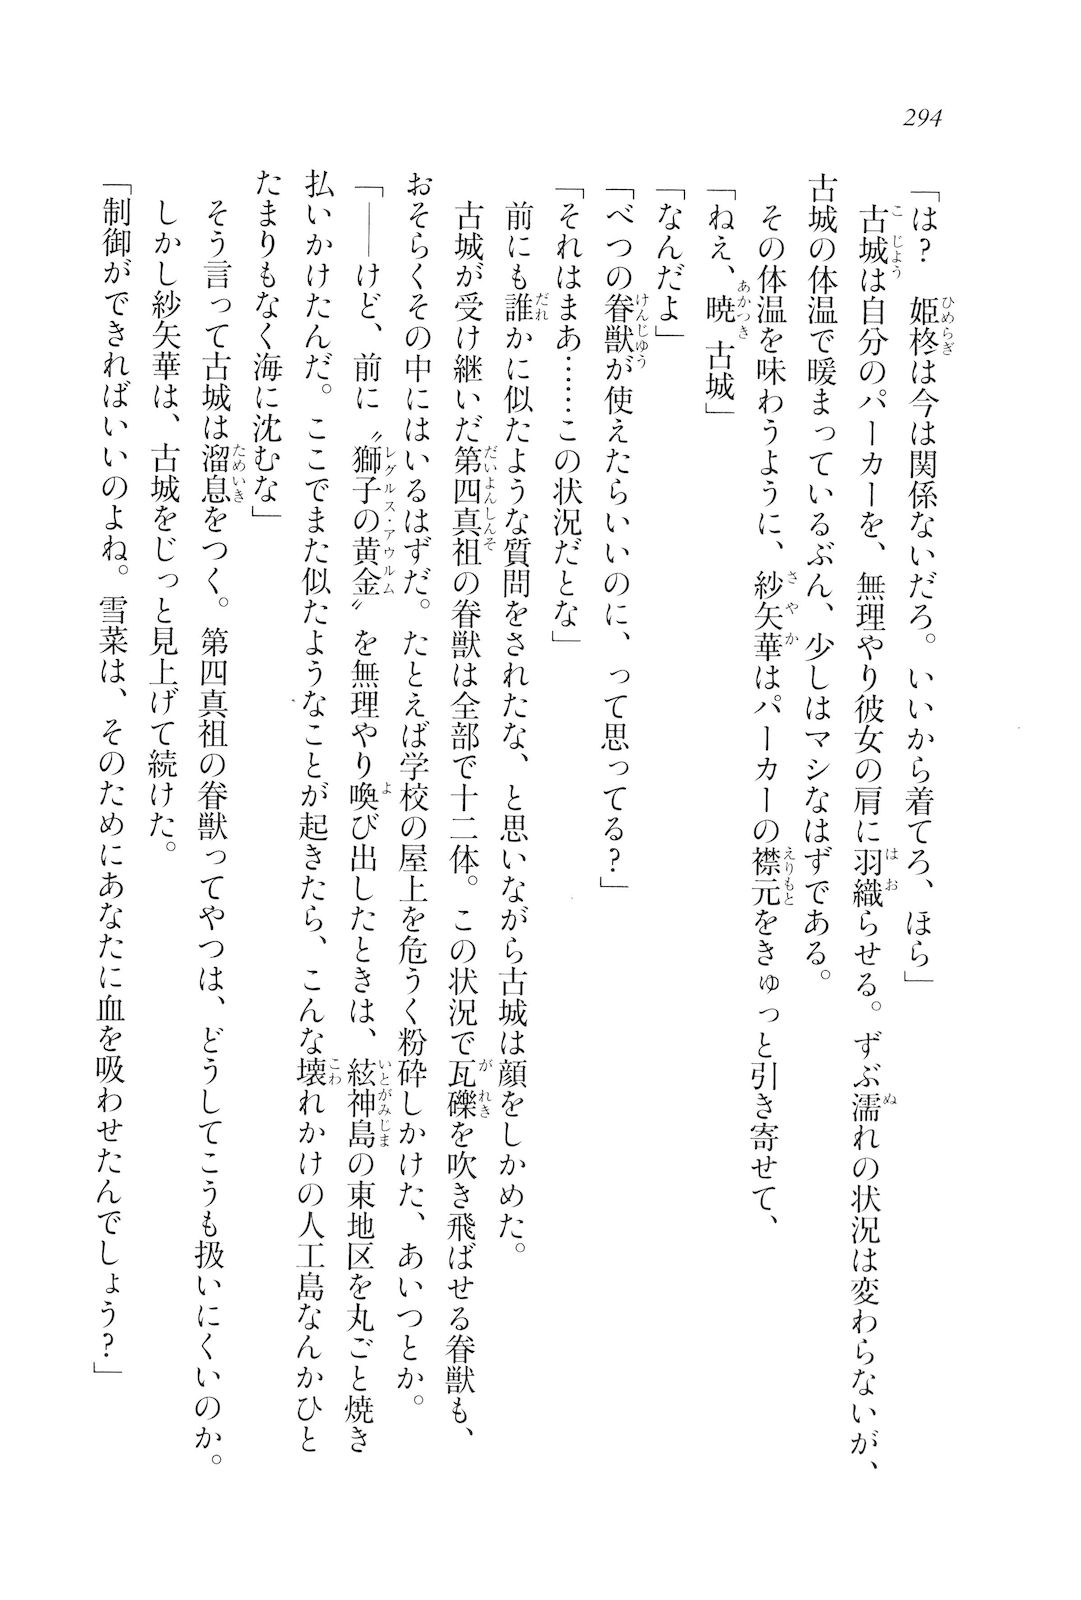 294
「は？　姫柊は今は関係ないだろ。いいから着てろ、ほら」
古城は自分のパーカーを、無理やり彼女の肩に羽織らせる。ずぶ濡れの状況は変わらないが、
古城の体温で暖まっているぶん、少しはマシなはずである。
その体温を味わうように、紗矢華はパーカーの襟元をきゅっと引き寄せて、
「ねえ、暁古城」
「なんだよ」
「べつの眷獣が使えたらいいのに、って思ってる？」
「それはまあ……この状況だとな」
前にも誰かに似たような質問をされたな、と思いながら古城は顔をしかめた。
古城が受け継いだ第四真祖の眷獣は全部で十二体。この状況で瓦礫を吹き飛ばせる眷獣も、
おそらくその中にはいるはずだ。たとえば学校の屋上を危うく粉砕しかけた、あいつとか。
「――けど、前に〝獅子の黄金〟を無理やり喚び出したときは、絃神島の東地区を丸ごと焼き
払いかけたんだ。ここでまた似たようなことが起きたら、こんな壊れかけの人工島なんかひと
たまりもなく海に沈むな」
そう言って古城は溜息をつく。第四真祖の眷獣ってやつは、どうしてこうも扱いにくいのか。
しかし紗矢華は、古城をじっと見上げて続けた。
「制御ができればいいのよね。雪菜は、そのためにあなたに血を吸わせたんでしょう？」